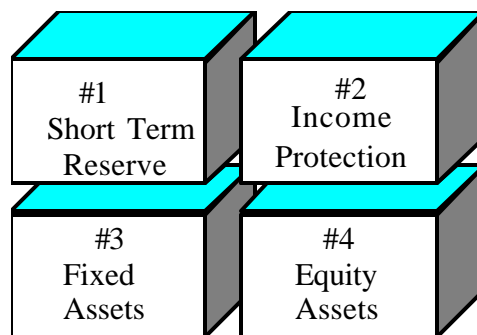 #1
Short Term
Reserve
#2
Income
Protection
#3
Fixed
Assets
#4
Equity
Assets